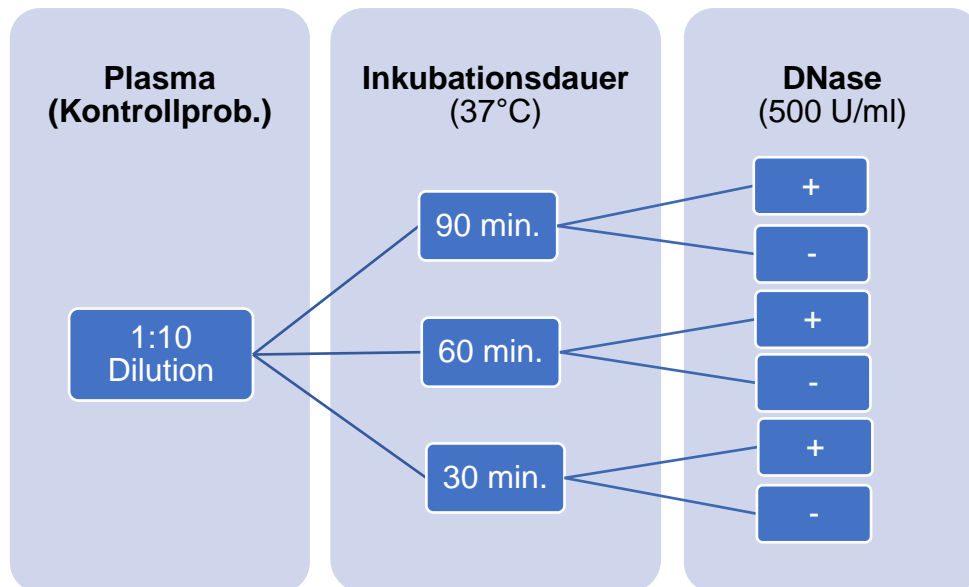 Plasma
(Kontrollprob.)
Inkubationsdauer
(37°C)
DNase
(500 U/ml)
1:10
Dilution
90 min.
60 min.
30 min.
+
-
+
-
+
-